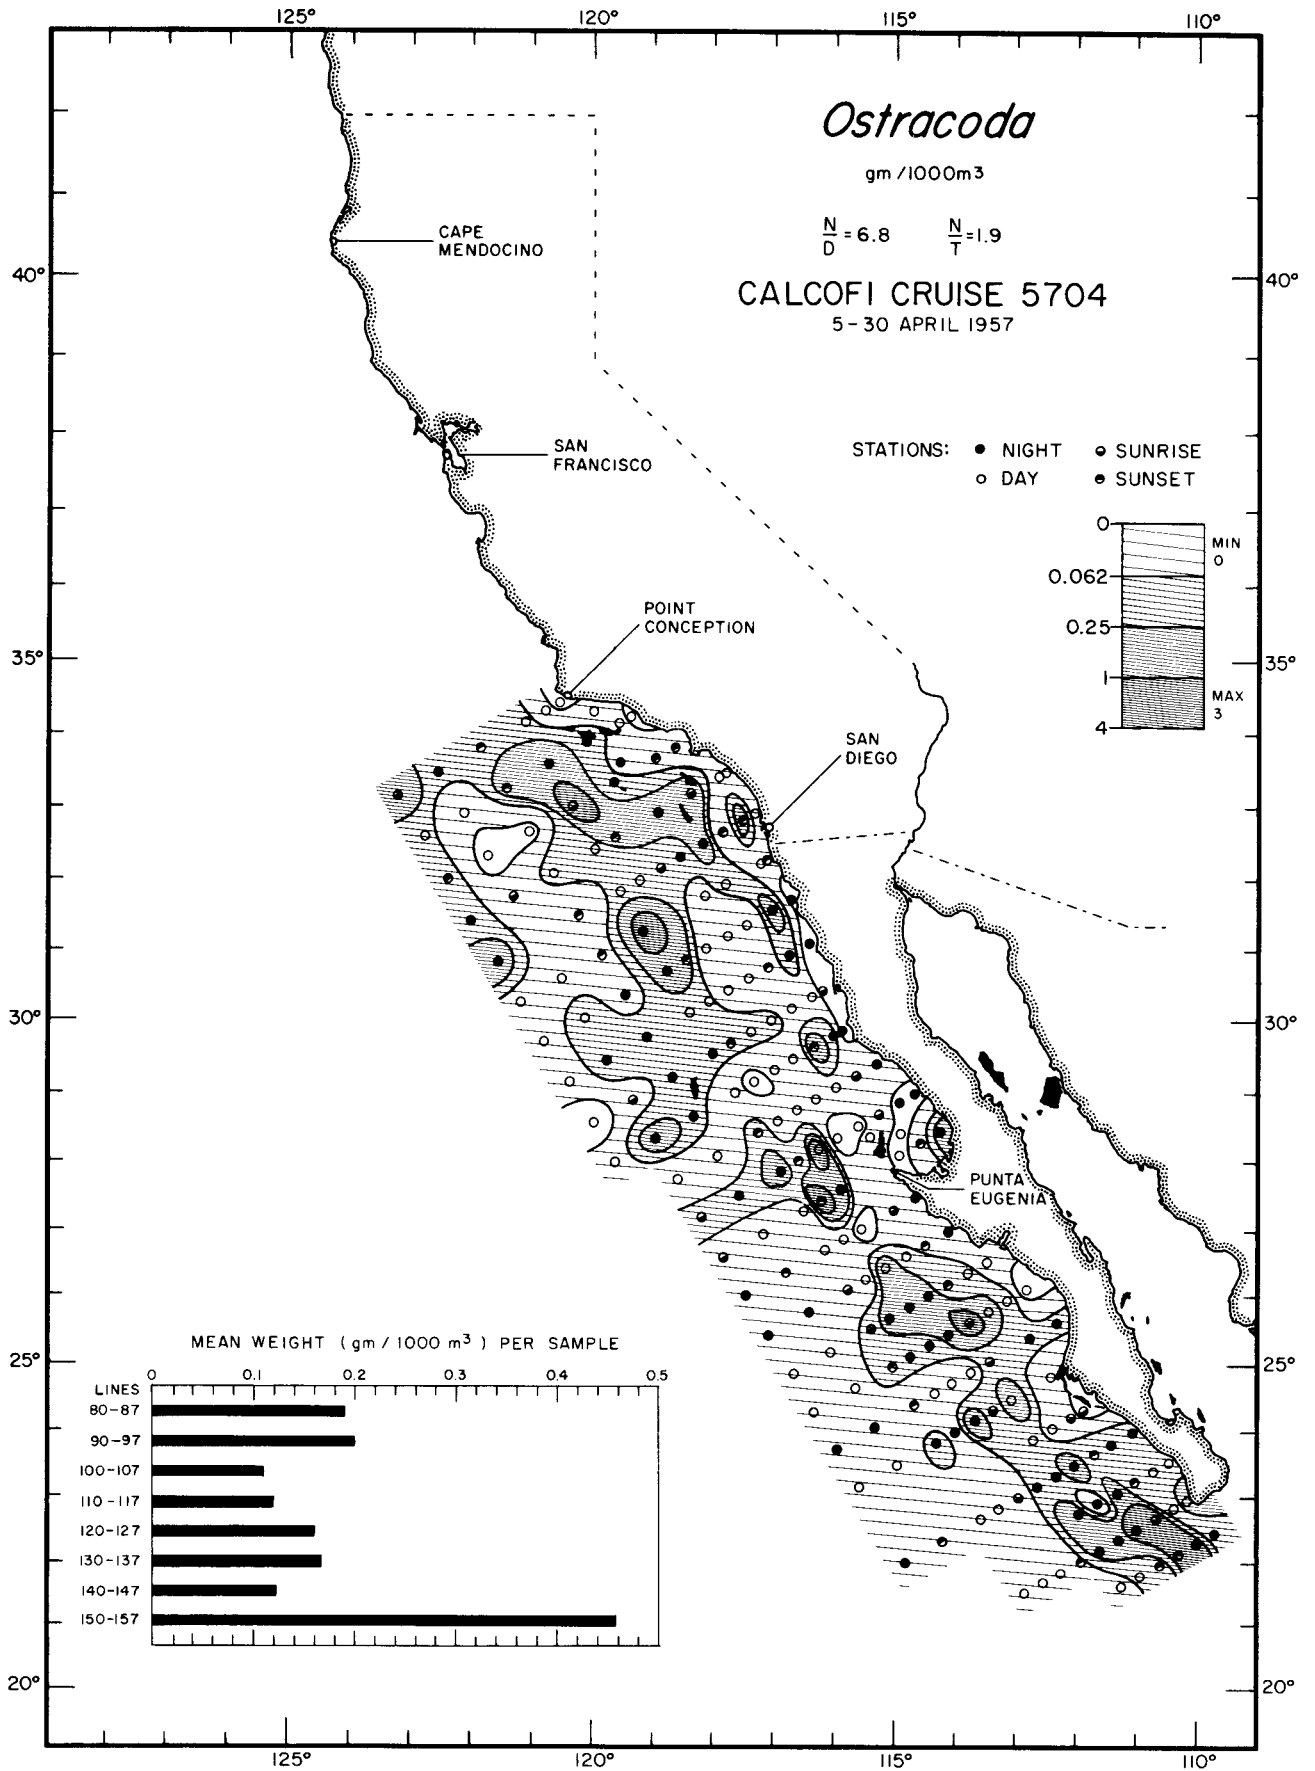 125° 120° 115° 110°
Ostracoda
gm/1000m3
N/D = 6.8 N/T = 1.9
CALCOFI CRUISE 5704
5-30 APRIL 1957
CAPE
MENDOCINO
40° 40°
SAN
FRANCISCO
STATIONS: NIGHT SUNRISE
DAY SUNSET
0
MIN
0
0.062
0.25
1
MAX
3
4
POINT
CONCEPTION
35° 35°
SAN
DIEGO
30° 30°
PUNTA
EUGENIA
25° 25°
MEAN WEIGHT (gm/1000 m3) PER SAMPLE
0 0.1 0.2 0.3 0.4 0.5
LINES
80-87
90-97
100-107
110-117
120-127
130-137
140-147
150-157
20° 20°
125° 120° 115° 110°